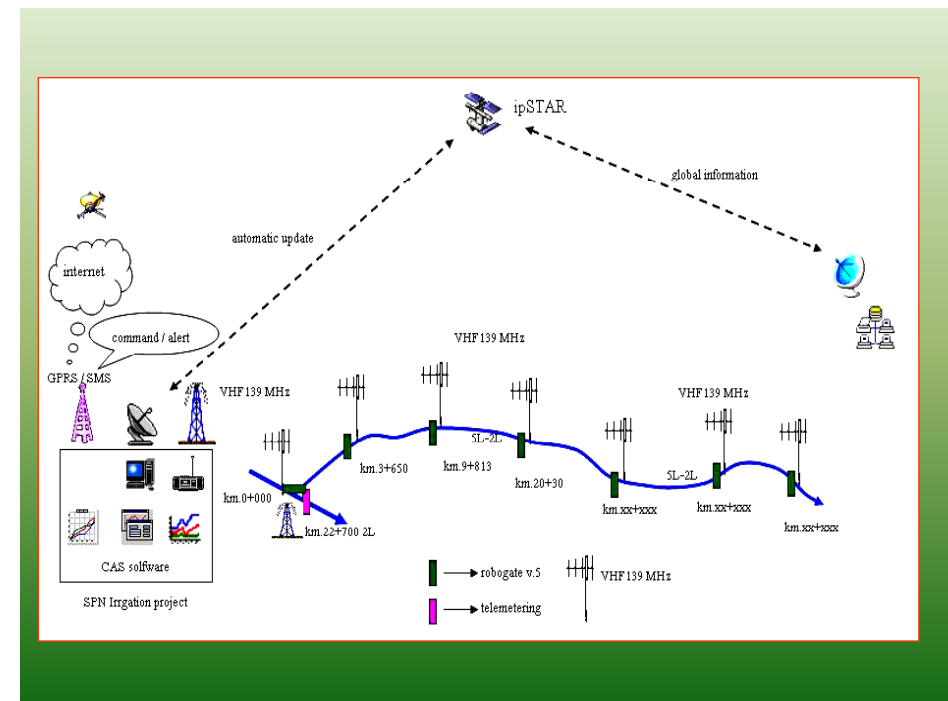 ipSTAR
global information
automatic update
internet
command / alert
GPRS / SMS
VHF 139 MHz
VHF 139 MHz
VHF 139 MHz
5L-2L
5L-2L
km.0+000
km.3+650
km.9+813
km.20+30
km.xx+xxx
km.xx+xxx
km.xx+xxx
km.22+700 2L
CAS solfware
SPN Irrgation project
robogate v.5
telemetering
VHF 139 MHz